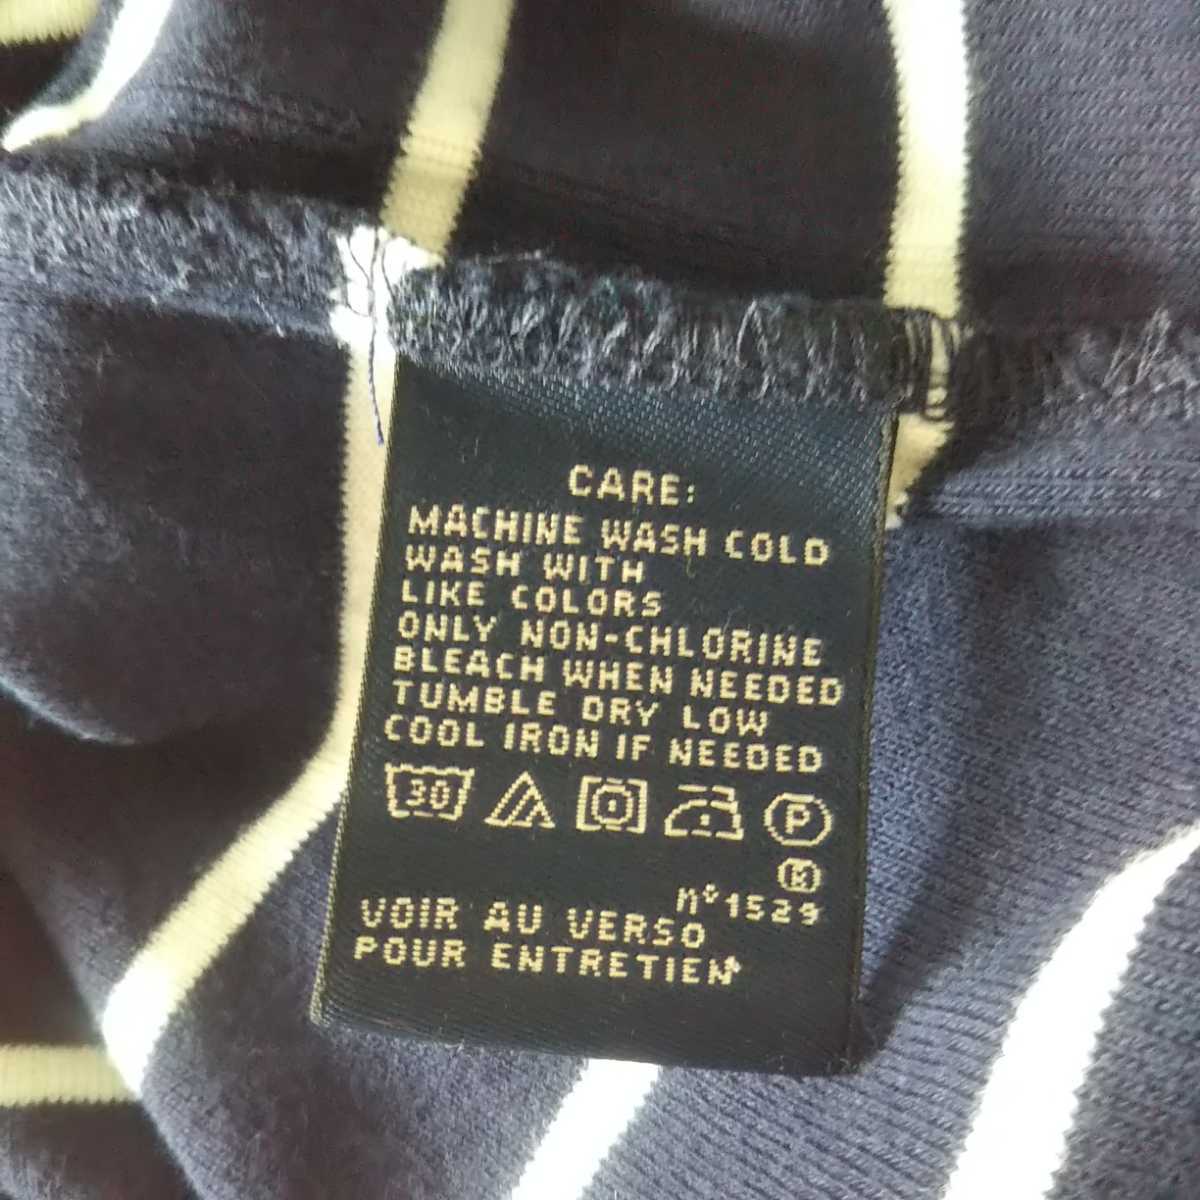 CARE:
MACHINE WASH COLD
WASH WITH
LIKE COLORS
ONLY NON-CHLORINE
BLEACH WHEN NEEDED
TUMBLE DRY LOW
COOL IRON IF NEEDED
30 P
K
nº1529
VOIR AU VERSO
POUR ENTRETIEN